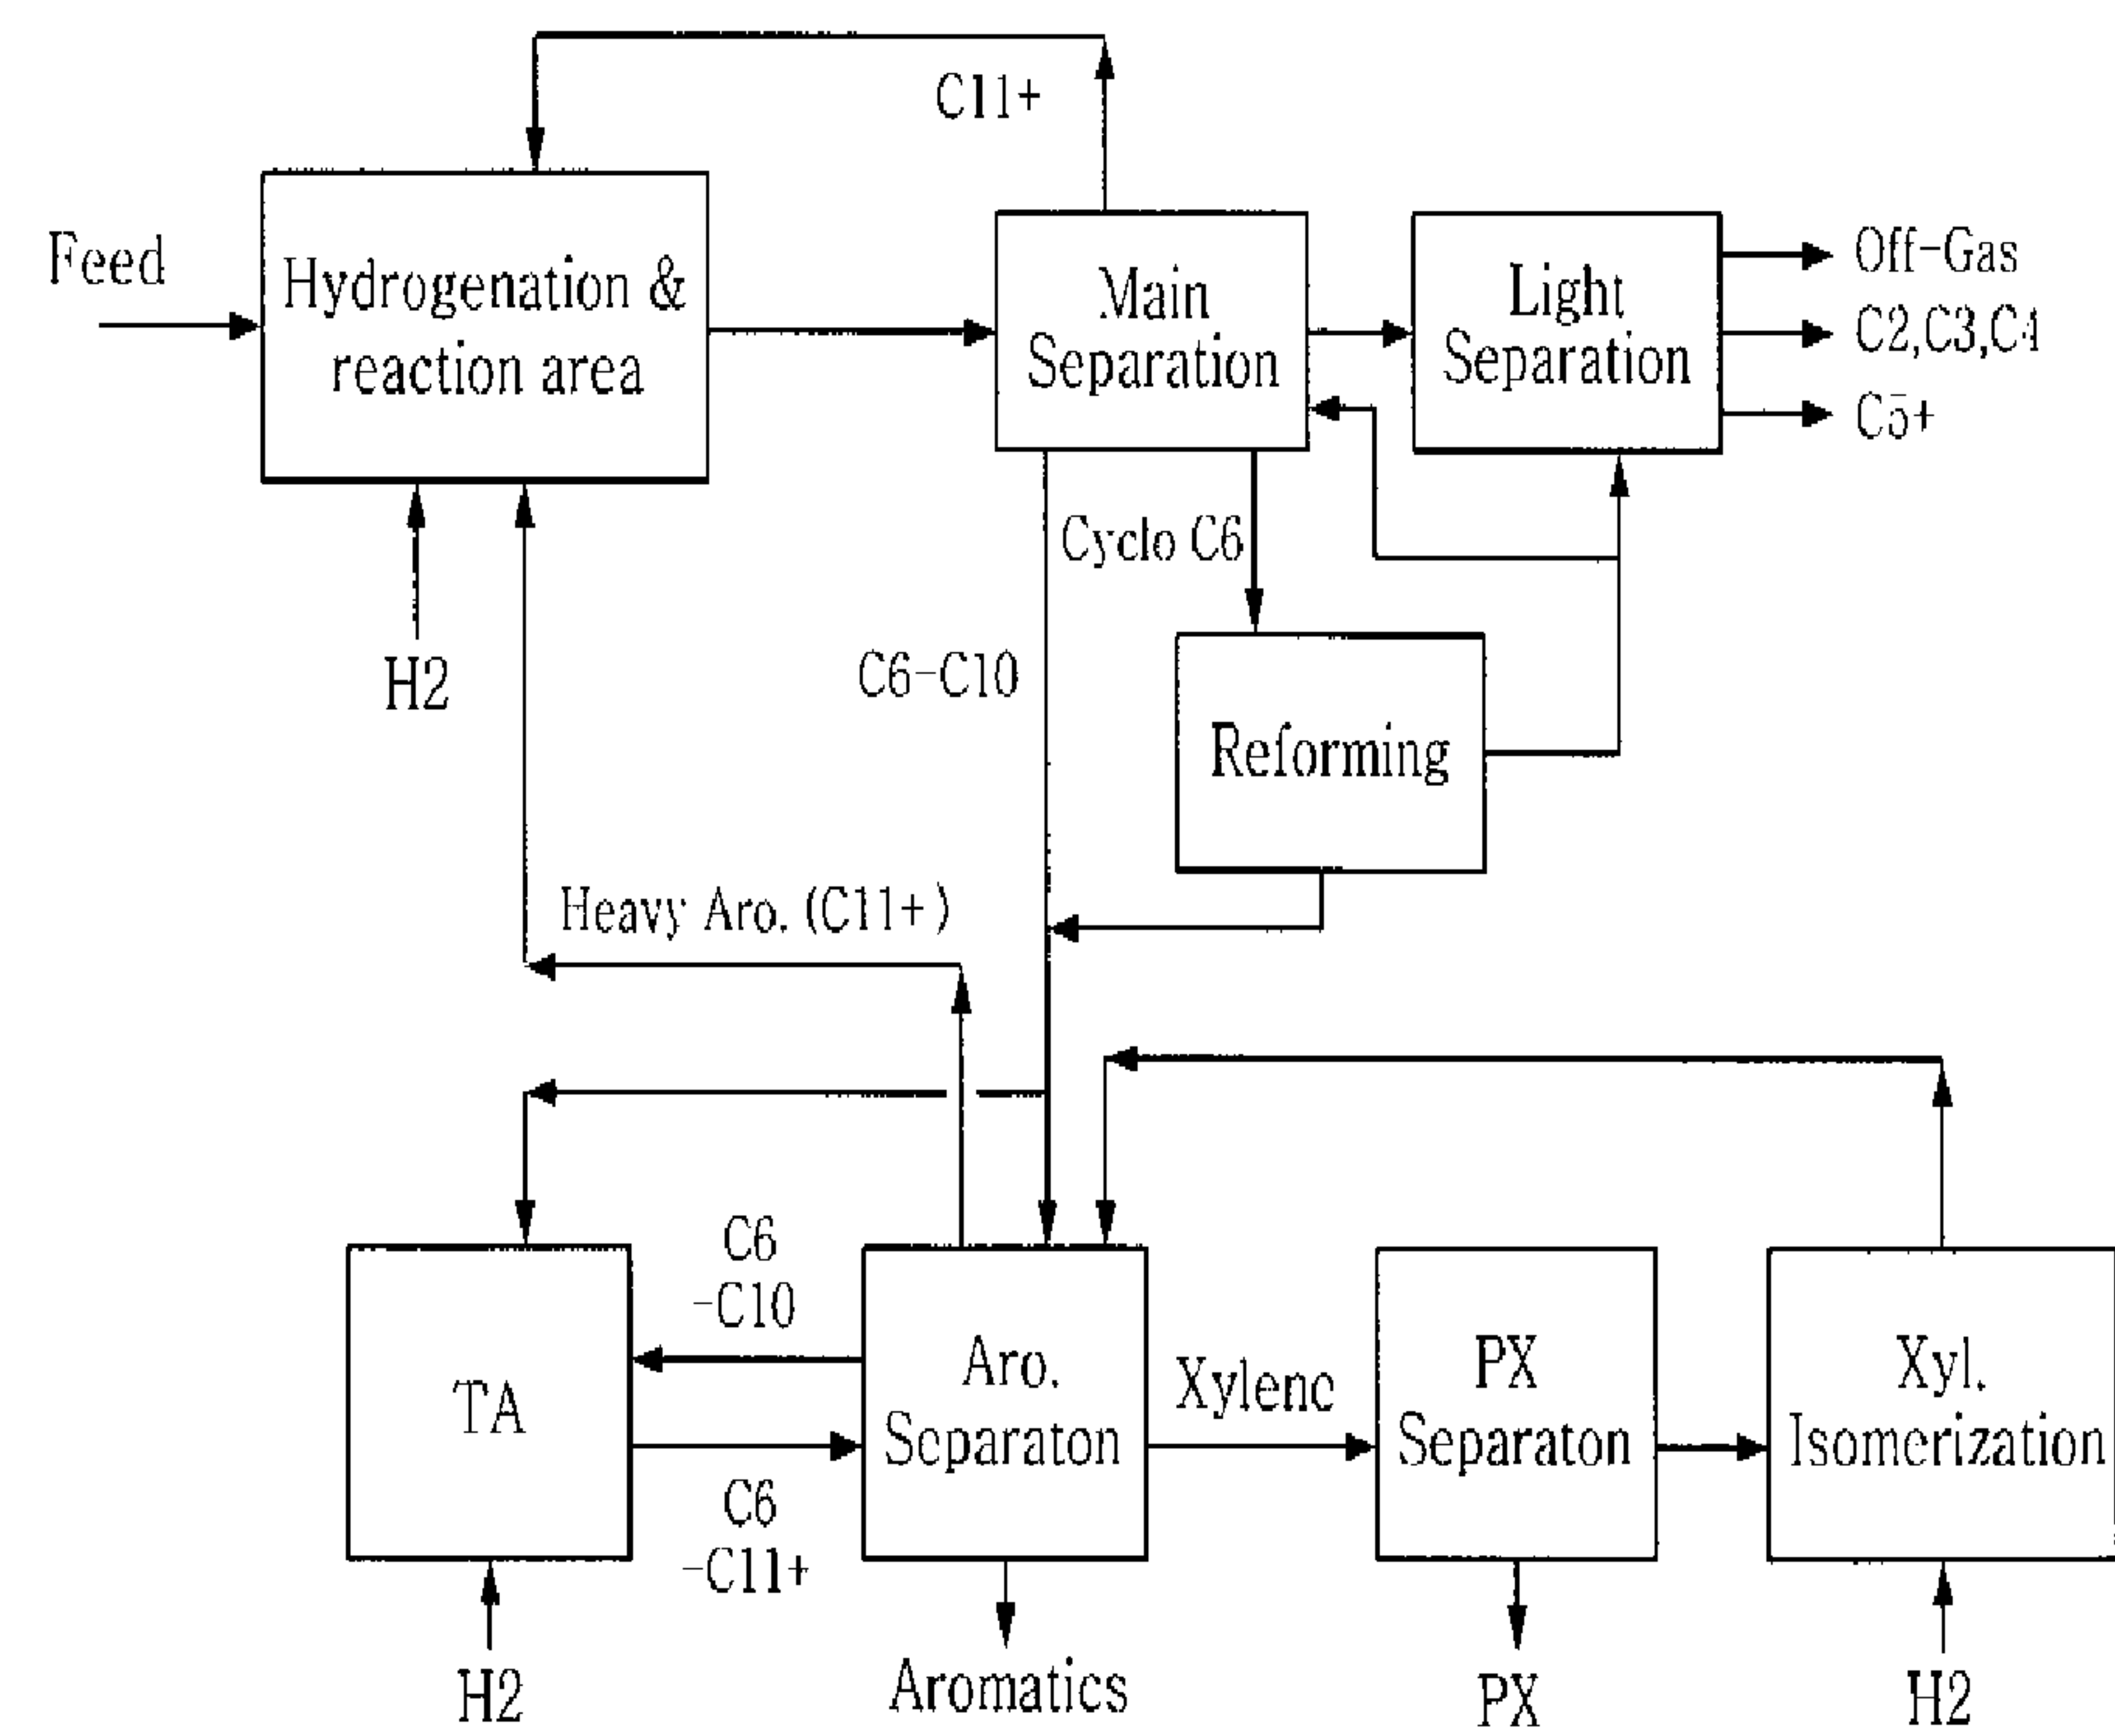 C11+
Feed
Hydrogenation &
reaction area
Main
Separation
Light
Separation
Off-Gas
C2,C3,C4
C5+
H2
Cyclo C6
C6-C10
Reforming
Heavy Aro. (C11+)
TA
C6
-C10
C6
-C11+
Aro.
Separaton
Xylene
PX
Separaton
Xyl.
Isomerization
H2
Aromatics
PX
H2